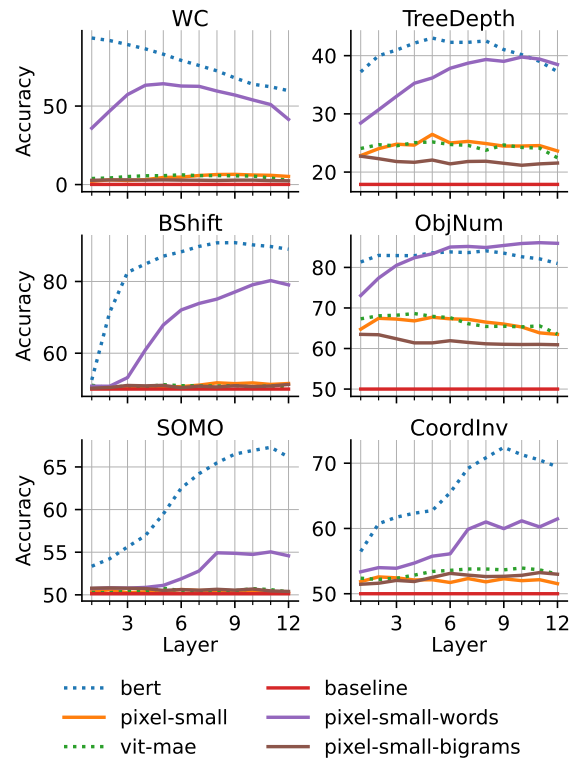 WC TreeDepth
Accuracy
50
0
40
30
20
BShift ObjNum
Accuracy
80
60
80
70
60
50
SOMO CoordInv
Accuracy
65
60
55
50
70
60
50
3 6 9 12 3 6 9 12
Layer Layer
bert baseline
pixel-small pixel-small-words
vit-mae pixel-small-bigrams